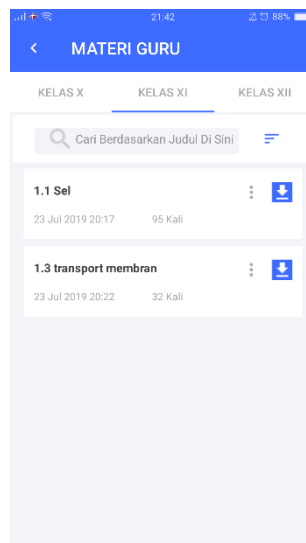 21:42 88%
MATERI GURU
KELAS X KELAS XI KELAS XII
Cari Berdasarkan Judul Di Sini
1.1 Sel
23 Jul 2019 20:17 95 Kali
1.3 transport membran
23 Jul 2019 20:22 32 Kali